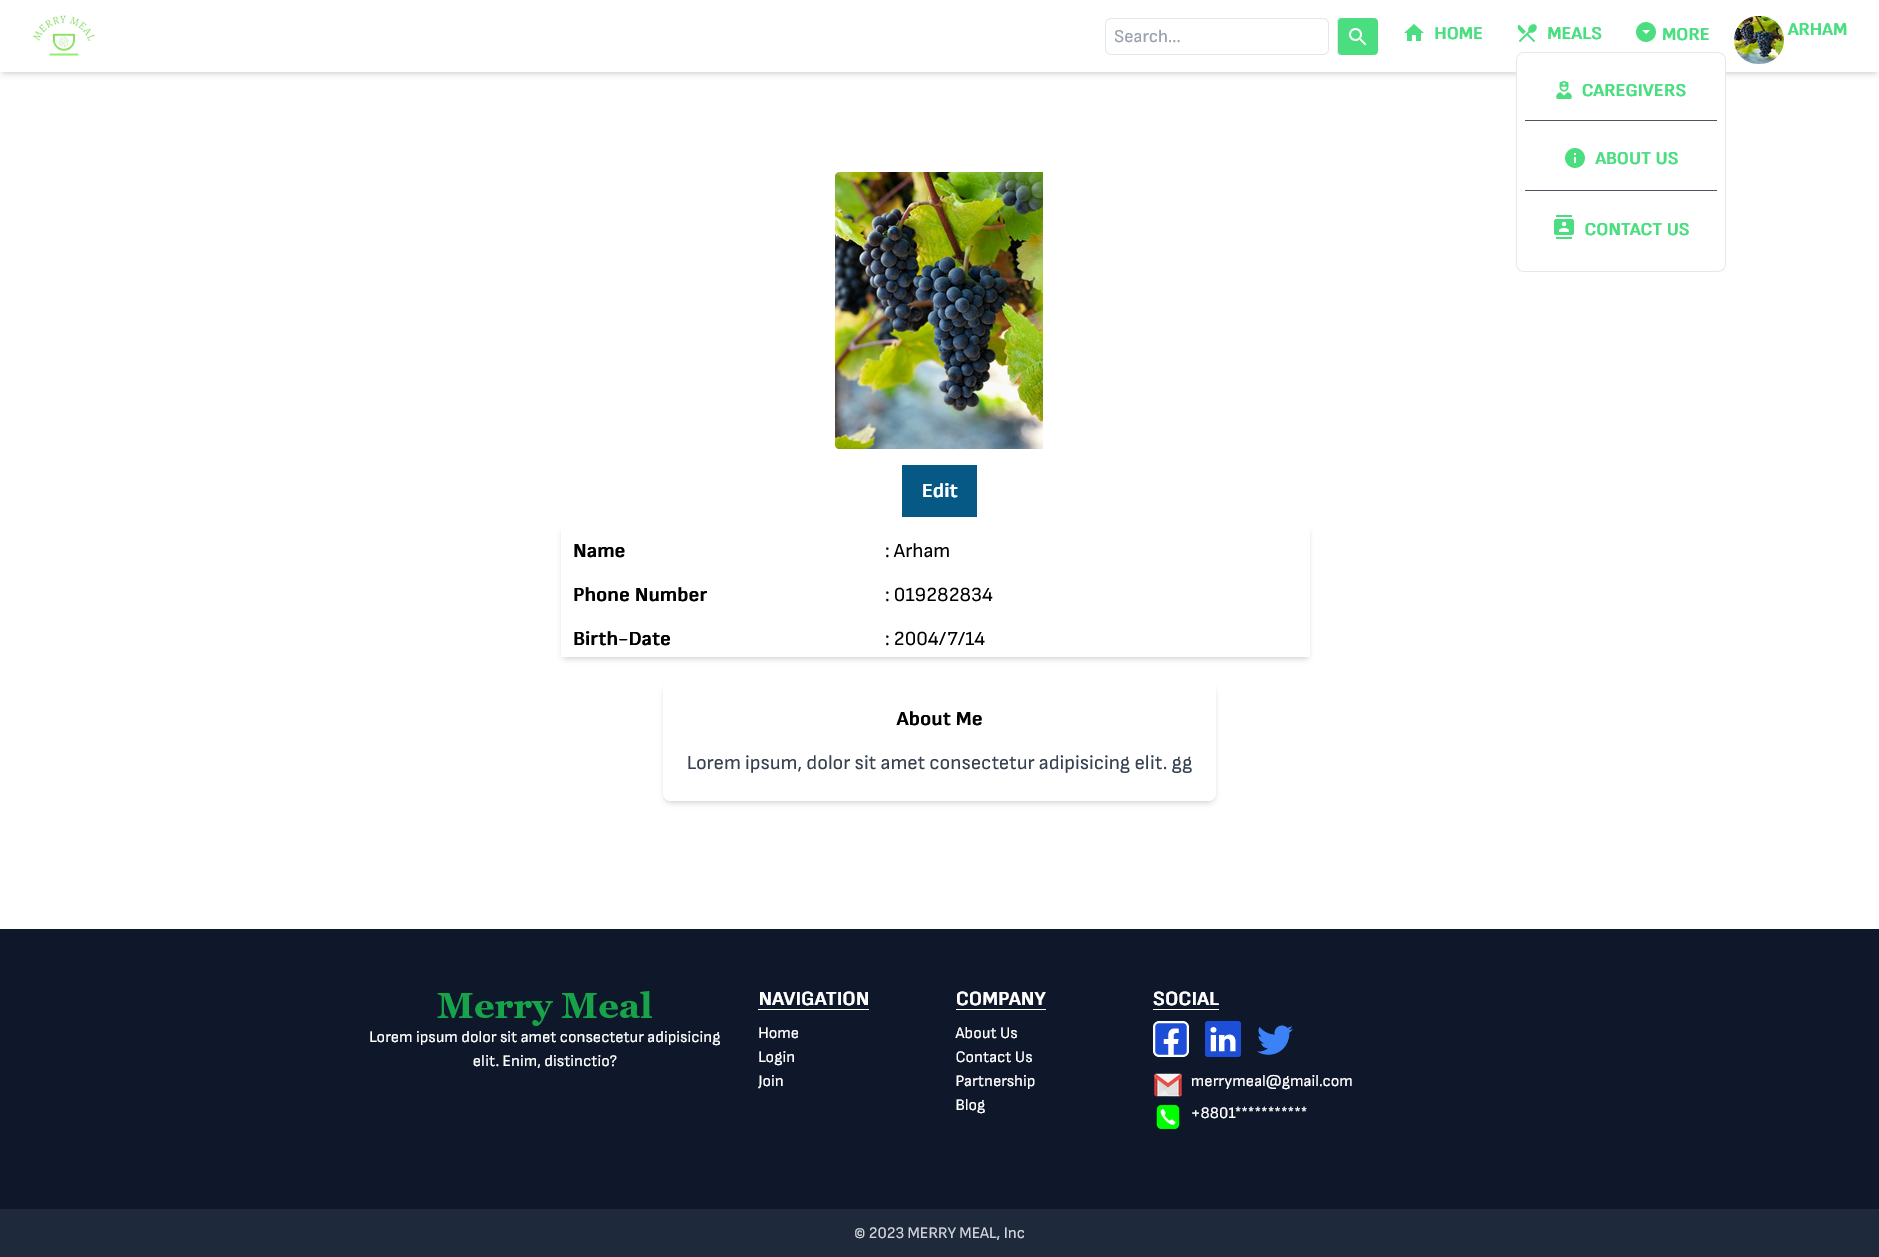 MERRY MEAL
Search...
HOME
MEALS
MORE
ARHAM
CAREGIVERS
ABOUT US
CONTACT US
Edit
Name : Arham
Phone Number : 019282834
Birth-Date : 2004/7/14
About Me
Lorem ipsum, dolor sit amet consectetur adipisicing elit. gg
Merry Meal
Lorem ipsum dolor sit amet consectetur adipisicing
elit. Enim, distinctio?
NAVIGATION
Home
Login
Join
COMPANY
About Us
Contact Us
Partnership
Blog
SOCIAL
merrymeal@gmail.com
+8801***********
© 2023 MERRY MEAL, Inc